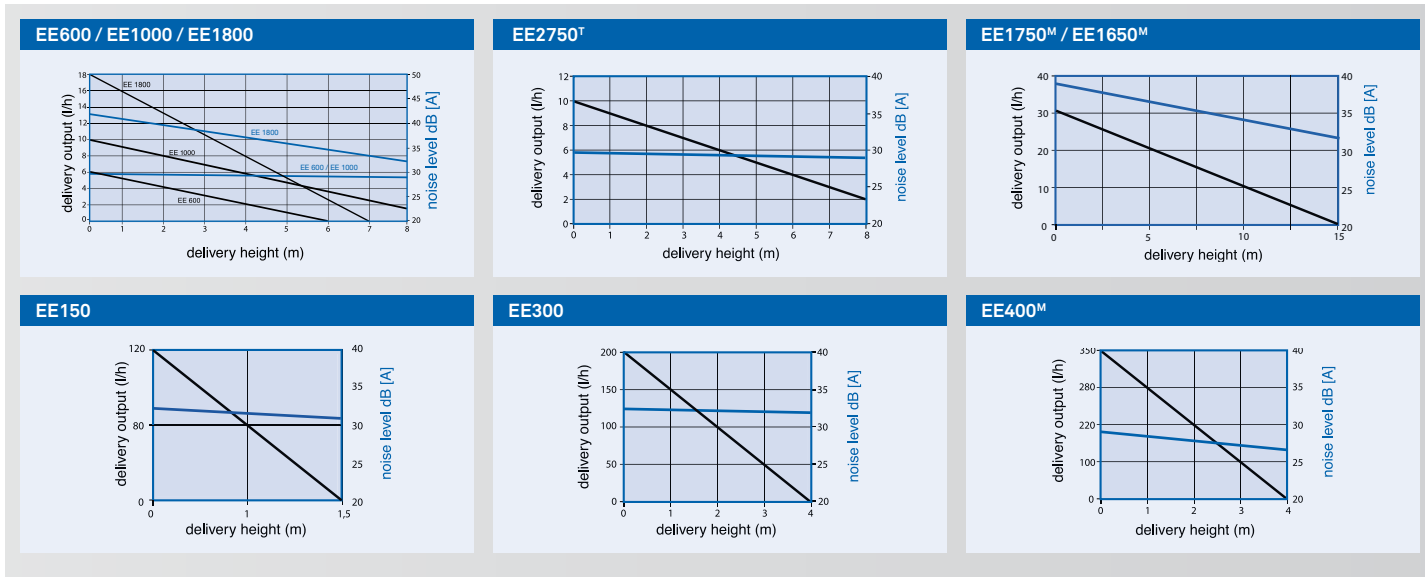 EE600 / EE1000 / EE1800
delivery output (l/h)
18
16
14
12
10
8
6
4
2
0
EE 1800
EE 1800
EE 1000
EE 600 / EE 1000
EE 600
50
45
40
35
30
25
20
noise level dB [A]
0 1 2 3 4 5 6 7 8
delivery height (m)
EE2750ᵀ
delivery output (l/h)
12
10
8
6
4
2
0
40
35
30
25
20
noise level dB [A]
0 1 2 3 4 5 6 7 8
delivery height (m)
EE1750ᴹ / EE1650ᴹ
delivery output (l/h)
40
30
20
10
0
40
35
30
25
20
noise level dB [A]
0 5 10 15
delivery height (m)
EE150
delivery output (l/h)
120
80
0
40
35
30
25
20
noise level dB [A]
0 1 1,5
delivery height (m)
EE300
delivery output (l/h)
200
150
100
50
0
40
35
30
25
20
noise level dB [A]
0 1 2 3 4
delivery height (m)
EE400ᴹ
delivery output (l/h)
350
280
220
100
0
40
35
30
25
20
noise level dB [A]
0 1 2 3 4
delivery height (m)